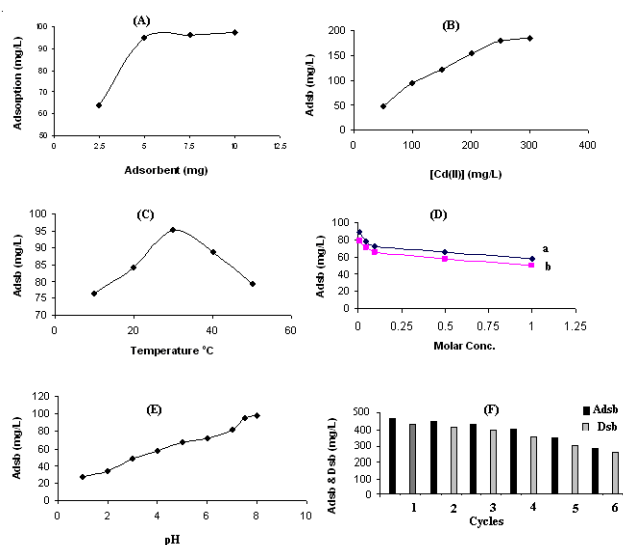 (A)
Adsorption (mg/L)
100
90
80
70
60
50
0
2.5
5
7.5
10
12.5
Adsorbent (mg)
(B)
Adsb (mg/L)
200
150
100
50
0
0
100
200
300
400
[Cd(II)] (mg/L)
(C)
Adsb (mg/L)
95
90
85
80
75
70
0
20
40
60
Temperature °C
(D)
Adsb (mg/L)
100
80
60
40
20
0
a
b
0
0.25
0.5
0.75
1
1.25
Molar Conc.
(E)
Adsb (mg/L)
120
100
80
60
40
20
0
0
2
4
6
8
10
pH
(F)
Adsb & Dsb (mg/L)
500
400
300
200
100
0
Adsb
Dsb
1 2 3 4 5 6
Cycles